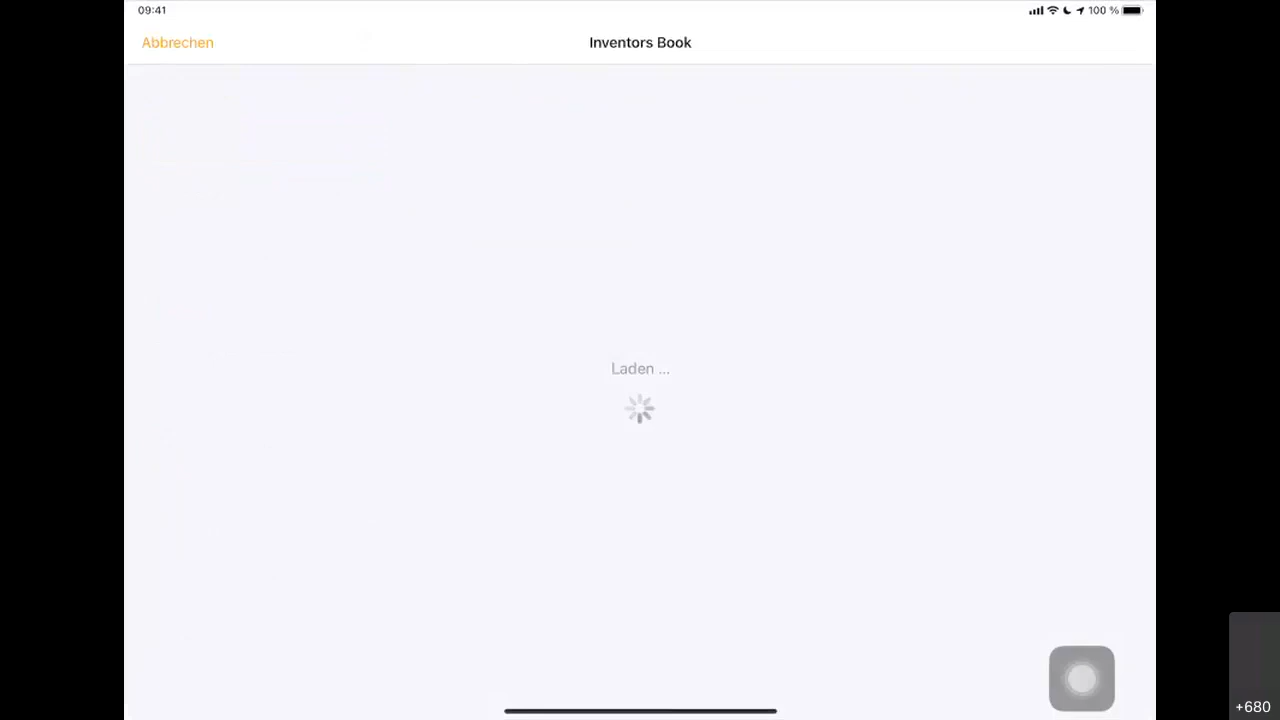 09:41
100 %
Abbrechen
Inventors Book
Laden ...
+680